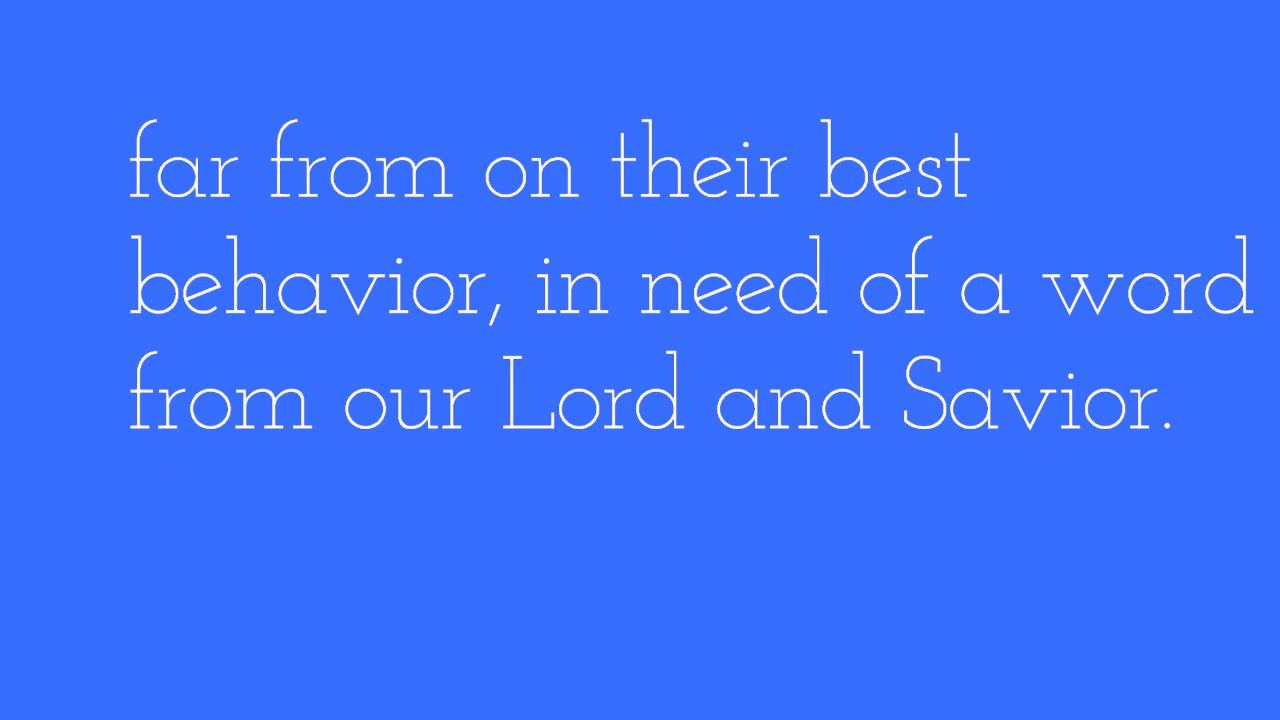 far from on their best
behavior, in need of a word
from our Lord and Savior.